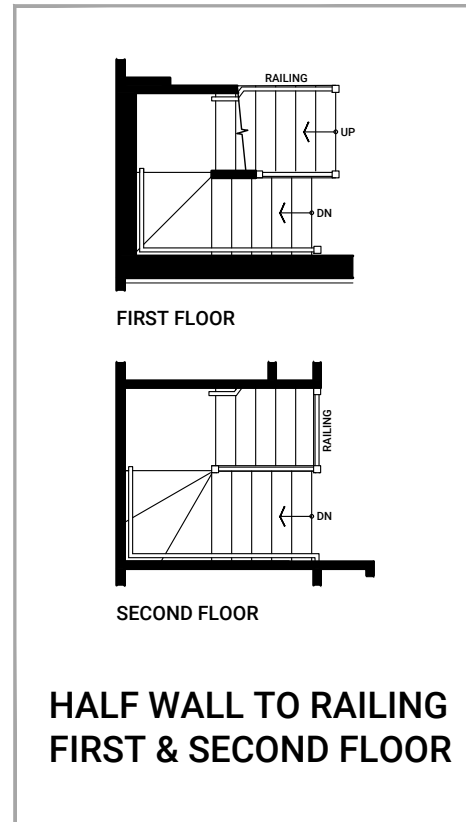 RAILING
UP
DN
FIRST FLOOR
RAILING
DN
SECOND FLOOR
HALF WALL TO RAILING
FIRST & SECOND FLOOR